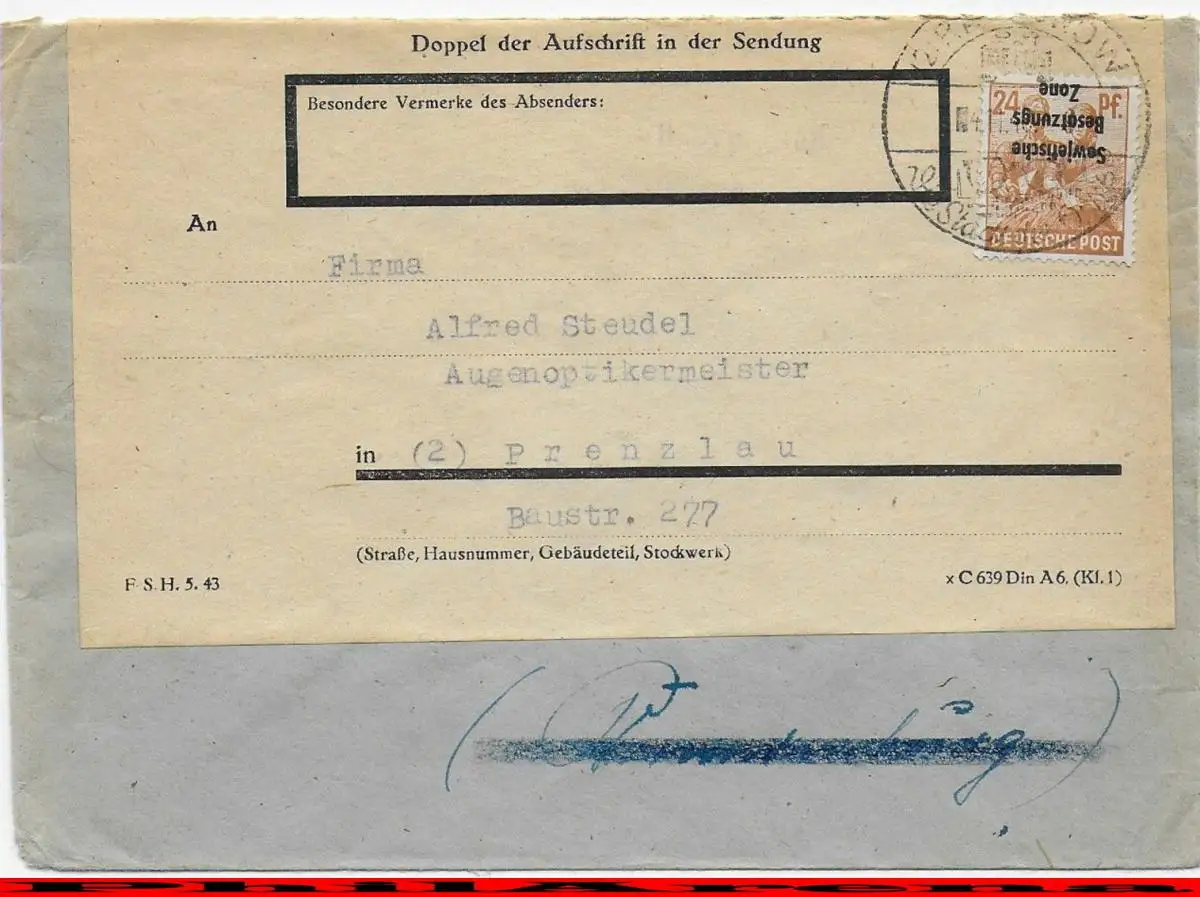 Doppel der Aufschrift in der Sendung
Besondere Vermerke des Absenders:
24 Pf.
Sowjetische
Besatzungs
Zone
DEUTSCHE POST
An
Firma
Alfred Steudel
Augenoptikermeister
in (2) Prenzlau
Baustr. 277
(Straße, Hausnummer, Gebäudeteil, Stockwerk)
F. S. H. 5. 43
x C 639 Din A 6. (Kl. 1)
PhilArena